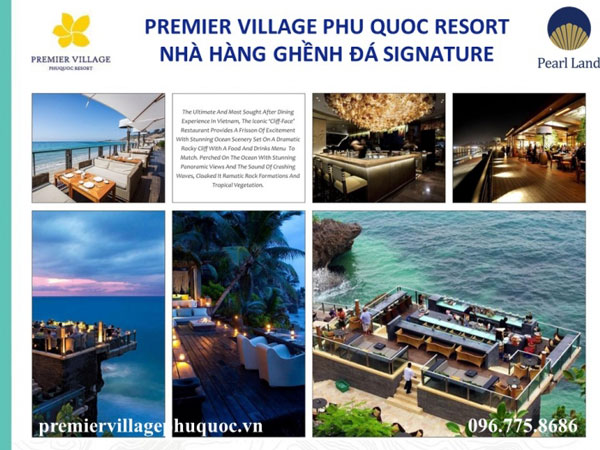 PREMIER VILLAGE PHU QUOC RESORT
NHÀ HÀNG GHỀNH ĐÁ SIGNATURE
PREMIER VILLAGE
PHUQUOC RESORT
Pearl Land
The Ultimate And Most Sought After Dining
Experience In Vietnam, The Iconic "Cliff Face"
Restaurant Provides A Frisson Of Excitement
With Stunning Ocean Scenery Set On A Dramatic
Rocky Cliff With A Food And Drinks Menu To
Match. Perched On The Ocean With Stunning
Panoramic Views And The Sound Of Crashing
Waves, Cloaked It Ramatic Rock Formations And
Tropical Vegetation.
premiervillagephuquoc.vn
096.775.8686